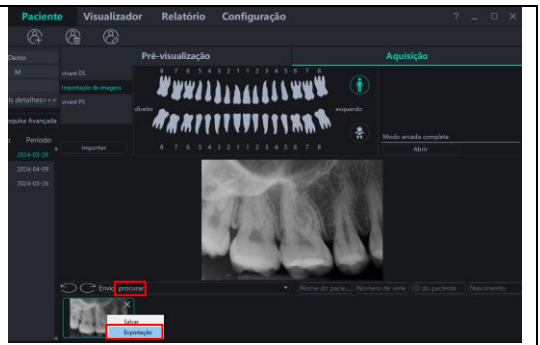 Paciente Visualizador Relatório Configuração ? _ X
Demo
M
ls detalhes>>>
squisa Avançada
Período
2024-03-26
2024-04-09
2024-03-26
Pré-visualização
Aquisição
vivant DS
Importação de imagem
vivant PS
Importar
8 7 6 5 4 3 2 1 1 2 3 4 5 6 7 8
direito
esquerdo
8 7 6 5 4 3 2 1 1 2 3 4 5 6 7 8
Modo arcada completa
Abrir
Envio procurar
Nome do pacie... Número de série ID do paciente Nascimento
Salvar
Exportação